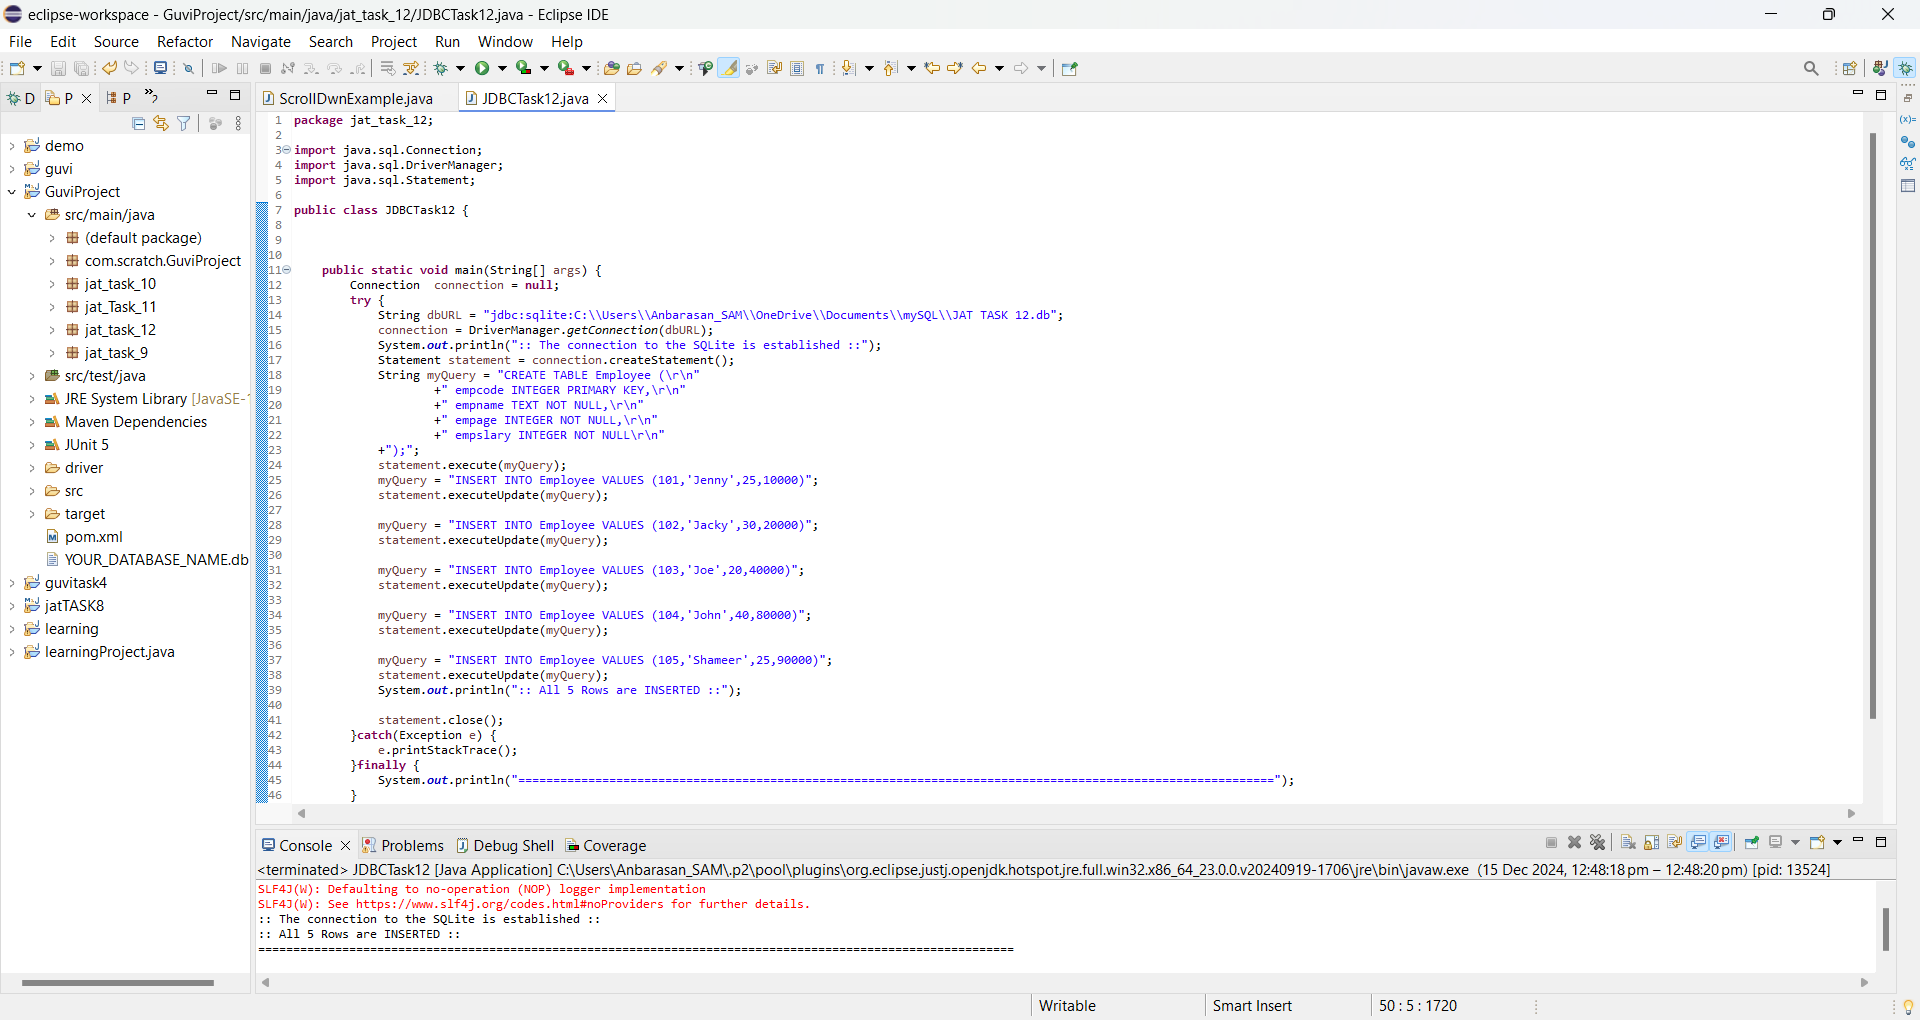 eclipse-workspace - GuviProject/src/main/java/jat_task_12/JDBCTask12.java - Eclipse IDE
File Edit Source Refactor Navigate Search Project Run Window Help
D P P
ScrollDwnExample.java JDBCTask12.java
demo
guvi
GuviProject
src/main/java
(default package)
com.scratch.GuviProject
jat_task_10
jat_Task_11
jat_task_12
jat_task_9
src/test/java
JRE System Library [JavaSE-
Maven Dependencies
JUnit 5
driver
src
target
pom.xml
YOUR_DATABASE_NAME.db
guvitask4
jatTASK8
learning
learningProject.java
1 package jat_task_12;
2
3 import java.sql.Connection;
4 import java.sql.DriverManager;
5 import java.sql.Statement;
6
7 public class JDBCTask12 {
8
9
10
11 public static void main(String[] args) {
12 Connection connection = null;
13 try {
14 String dbURL = "jdbc:sqlite:C:\\Users\\Anbarasan_SAM\\OneDrive\\Documents\\mySQL\\JAT TASK 12.db";
15 connection = DriverManager.getConnection(dbURL);
16 System.out.println(":: The connection to the SQLite is established ::");
17 Statement statement = connection.createStatement();
18 String myQuery = "CREATE TABLE Employee (\r\n"
19 +" empcode INTEGER PRIMARY KEY,\r\n"
20 +" empname TEXT NOT NULL,\r\n"
21 +" empage INTEGER NOT NULL,\r\n"
22 +" empslary INTEGER NOT NULL\r\n"
23 +");";
24 statement.execute(myQuery);
25 myQuery = "INSERT INTO Employee VALUES (101,'Jenny',25,10000)";
26 statement.executeUpdate(myQuery);
27
28 myQuery = "INSERT INTO Employee VALUES (102,'Jacky',30,20000)";
29 statement.executeUpdate(myQuery);
30
31 myQuery = "INSERT INTO Employee VALUES (103,'Joe',20,40000)";
32 statement.executeUpdate(myQuery);
33
34 myQuery = "INSERT INTO Employee VALUES (104,'John',40,80000)";
35 statement.executeUpdate(myQuery);
36
37 myQuery = "INSERT INTO Employee VALUES (105,'Shameer',25,90000)";
38 statement.executeUpdate(myQuery);
39 System.out.println(":: All 5 Rows are INSERTED ::");
40
41 statement.close();
42 }catch(Exception e) {
43 e.printStackTrace();
44 }finally {
45 System.out.println("============================================================================================================");
46 }
Console Problems Debug Shell Coverage
<terminated> JDBCTask12 [Java Application] C:\Users\Anbarasan_SAM\.p2\pool\plugins\org.eclipse.justj.openjdk.hotspot.jre.full.win32.x86_64_23.0.0.v20240919-1706\jre\bin\javaw.exe (15 Dec 2024, 12:48:18 pm – 12:48:20 pm) [pid: 13524]
SLF4J(W): Defaulting to no-operation (NOP) logger implementation
SLF4J(W): See https://www.slf4j.org/codes.html#noProviders for further details.
:: The connection to the SQLite is established ::
:: All 5 Rows are INSERTED ::
============================================================================================================
Writable Smart Insert 50 : 5 : 1720